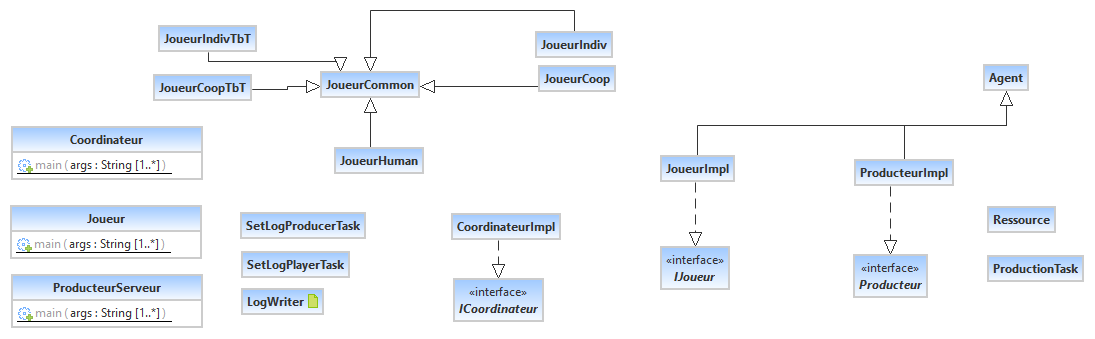 JoueurIndivTbT
JoueurIndiv
JoueurCoopTbT
JoueurCommon
JoueurCoop
Agent
Coordinateur
main ( args : String [1..*] )
JoueurHuman
JoueurImpl
ProducteurImpl
Joueur
main ( args : String [1..*] )
SetLogProducerTask
CoordinateurImpl
Ressource
SetLogPlayerTask
«interface»
IJoueur
«interface»
Producteur
ProductionTask
ProducteurServeur
main ( args : String [1..*] )
LogWriter
«interface»
ICoordinateur